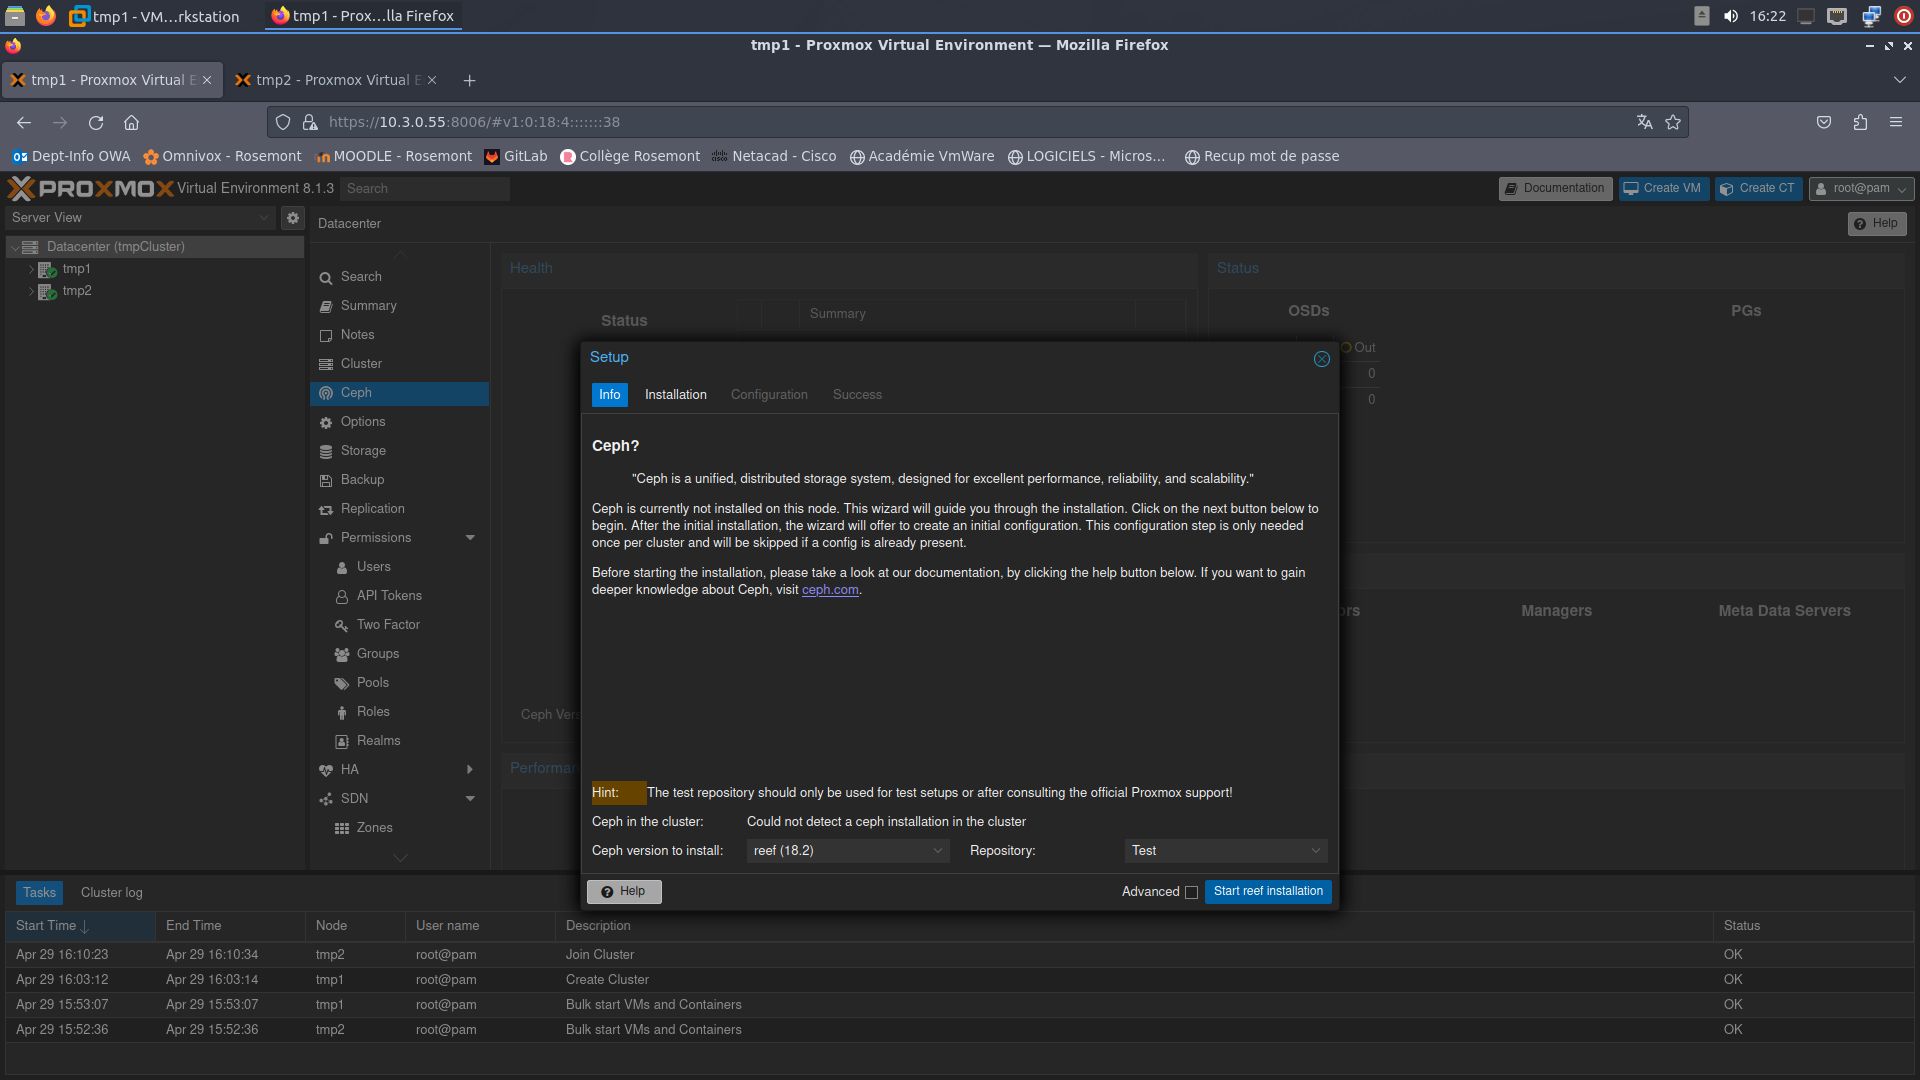 tmp1 - VM...rkstation
tmp1 - Prox...lla Firefox
16:22
tmp1 - Proxmox Virtual Environment — Mozilla Firefox
tmp1 - Proxmox Virtual E
tmp2 - Proxmox Virtual E
https://10.3.0.55:8006/#v1:0:18:4:::::::38
Dept-Info OWA
Omnivox - Rosemont
MOODLE - Rosemont
GitLab
Collège Rosemont
Netacad - Cisco
Académie VmWare
LOGICIELS - Micros...
Recup mot de passe
PROXMOX Virtual Environment 8.1.3
Search
Documentation
Create VM
Create CT
root@pam
Server View
Datacenter
Help
Datacenter (tmpCluster)
tmp1
tmp2
Search
Summary
Notes
Cluster
Ceph
Options
Storage
Backup
Replication
Permissions
Users
API Tokens
Two Factor
Groups
Pools
Roles
Realms
HA
SDN
Zones
Health
Status
Summary
Status
OSDs
PGs
Out
0
0
ors
Managers
Meta Data Servers
Ceph Vers
Performan
Setup
Info
Installation
Configuration
Success
Ceph?
"Ceph is a unified, distributed storage system, designed for excellent performance, reliability, and scalability."
Ceph is currently not installed on this node. This wizard will guide you through the installation. Click on the next button below to
begin. After the initial installation, the wizard will offer to create an initial configuration. This configuration step is only needed
once per cluster and will be skipped if a config is already present.
Before starting the installation, please take a look at our documentation, by clicking the help button below. If you want to gain
deeper knowledge about Ceph, visit ceph.com.
Hint: The test repository should only be used for test setups or after consulting the official Proxmox support!
Ceph in the cluster: Could not detect a ceph installation in the cluster
Ceph version to install: reef (18.2) Repository: Test
Help
Advanced
Start reef installation
Tasks
Cluster log
Start Time End Time Node User name Description Status
Apr 29 16:10:23 Apr 29 16:10:34 tmp2 root@pam Join Cluster OK
Apr 29 16:03:12 Apr 29 16:03:14 tmp1 root@pam Create Cluster OK
Apr 29 15:53:07 Apr 29 15:53:07 tmp1 root@pam Bulk start VMs and Containers OK
Apr 29 15:52:36 Apr 29 15:52:36 tmp2 root@pam Bulk start VMs and Containers OK